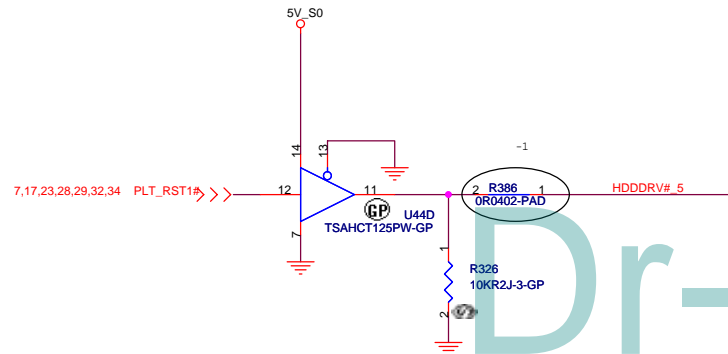 5V_S0
14
13
-1
7,17,23,28,29,32,34 PLT_RST1#
12
11
2
R386
1
HDDDRV#_5
0R0402-PAD
GP
U44D
TSAHCT125PW-GP
7
1
R326
10KR2J-3-GP
2
Dr-